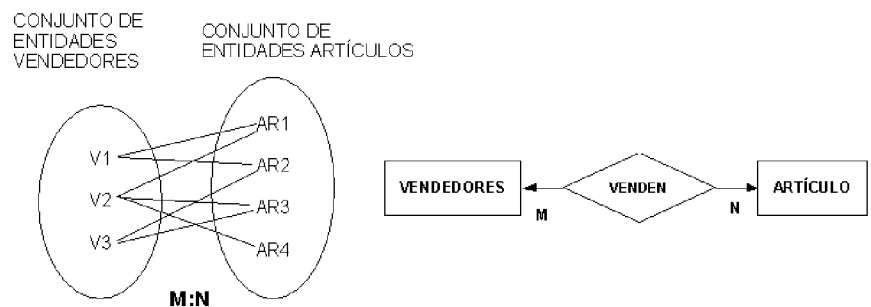 CONJUNTO DE
ENTIDADES
VENDEDORES
CONJUNTO DE
ENTIDADES ARTÍCULOS
V1
V2
V3
AR1
AR2
AR3
AR4
M:N
VENDEDORES
M
VENDEN
N
ARTÍCULO